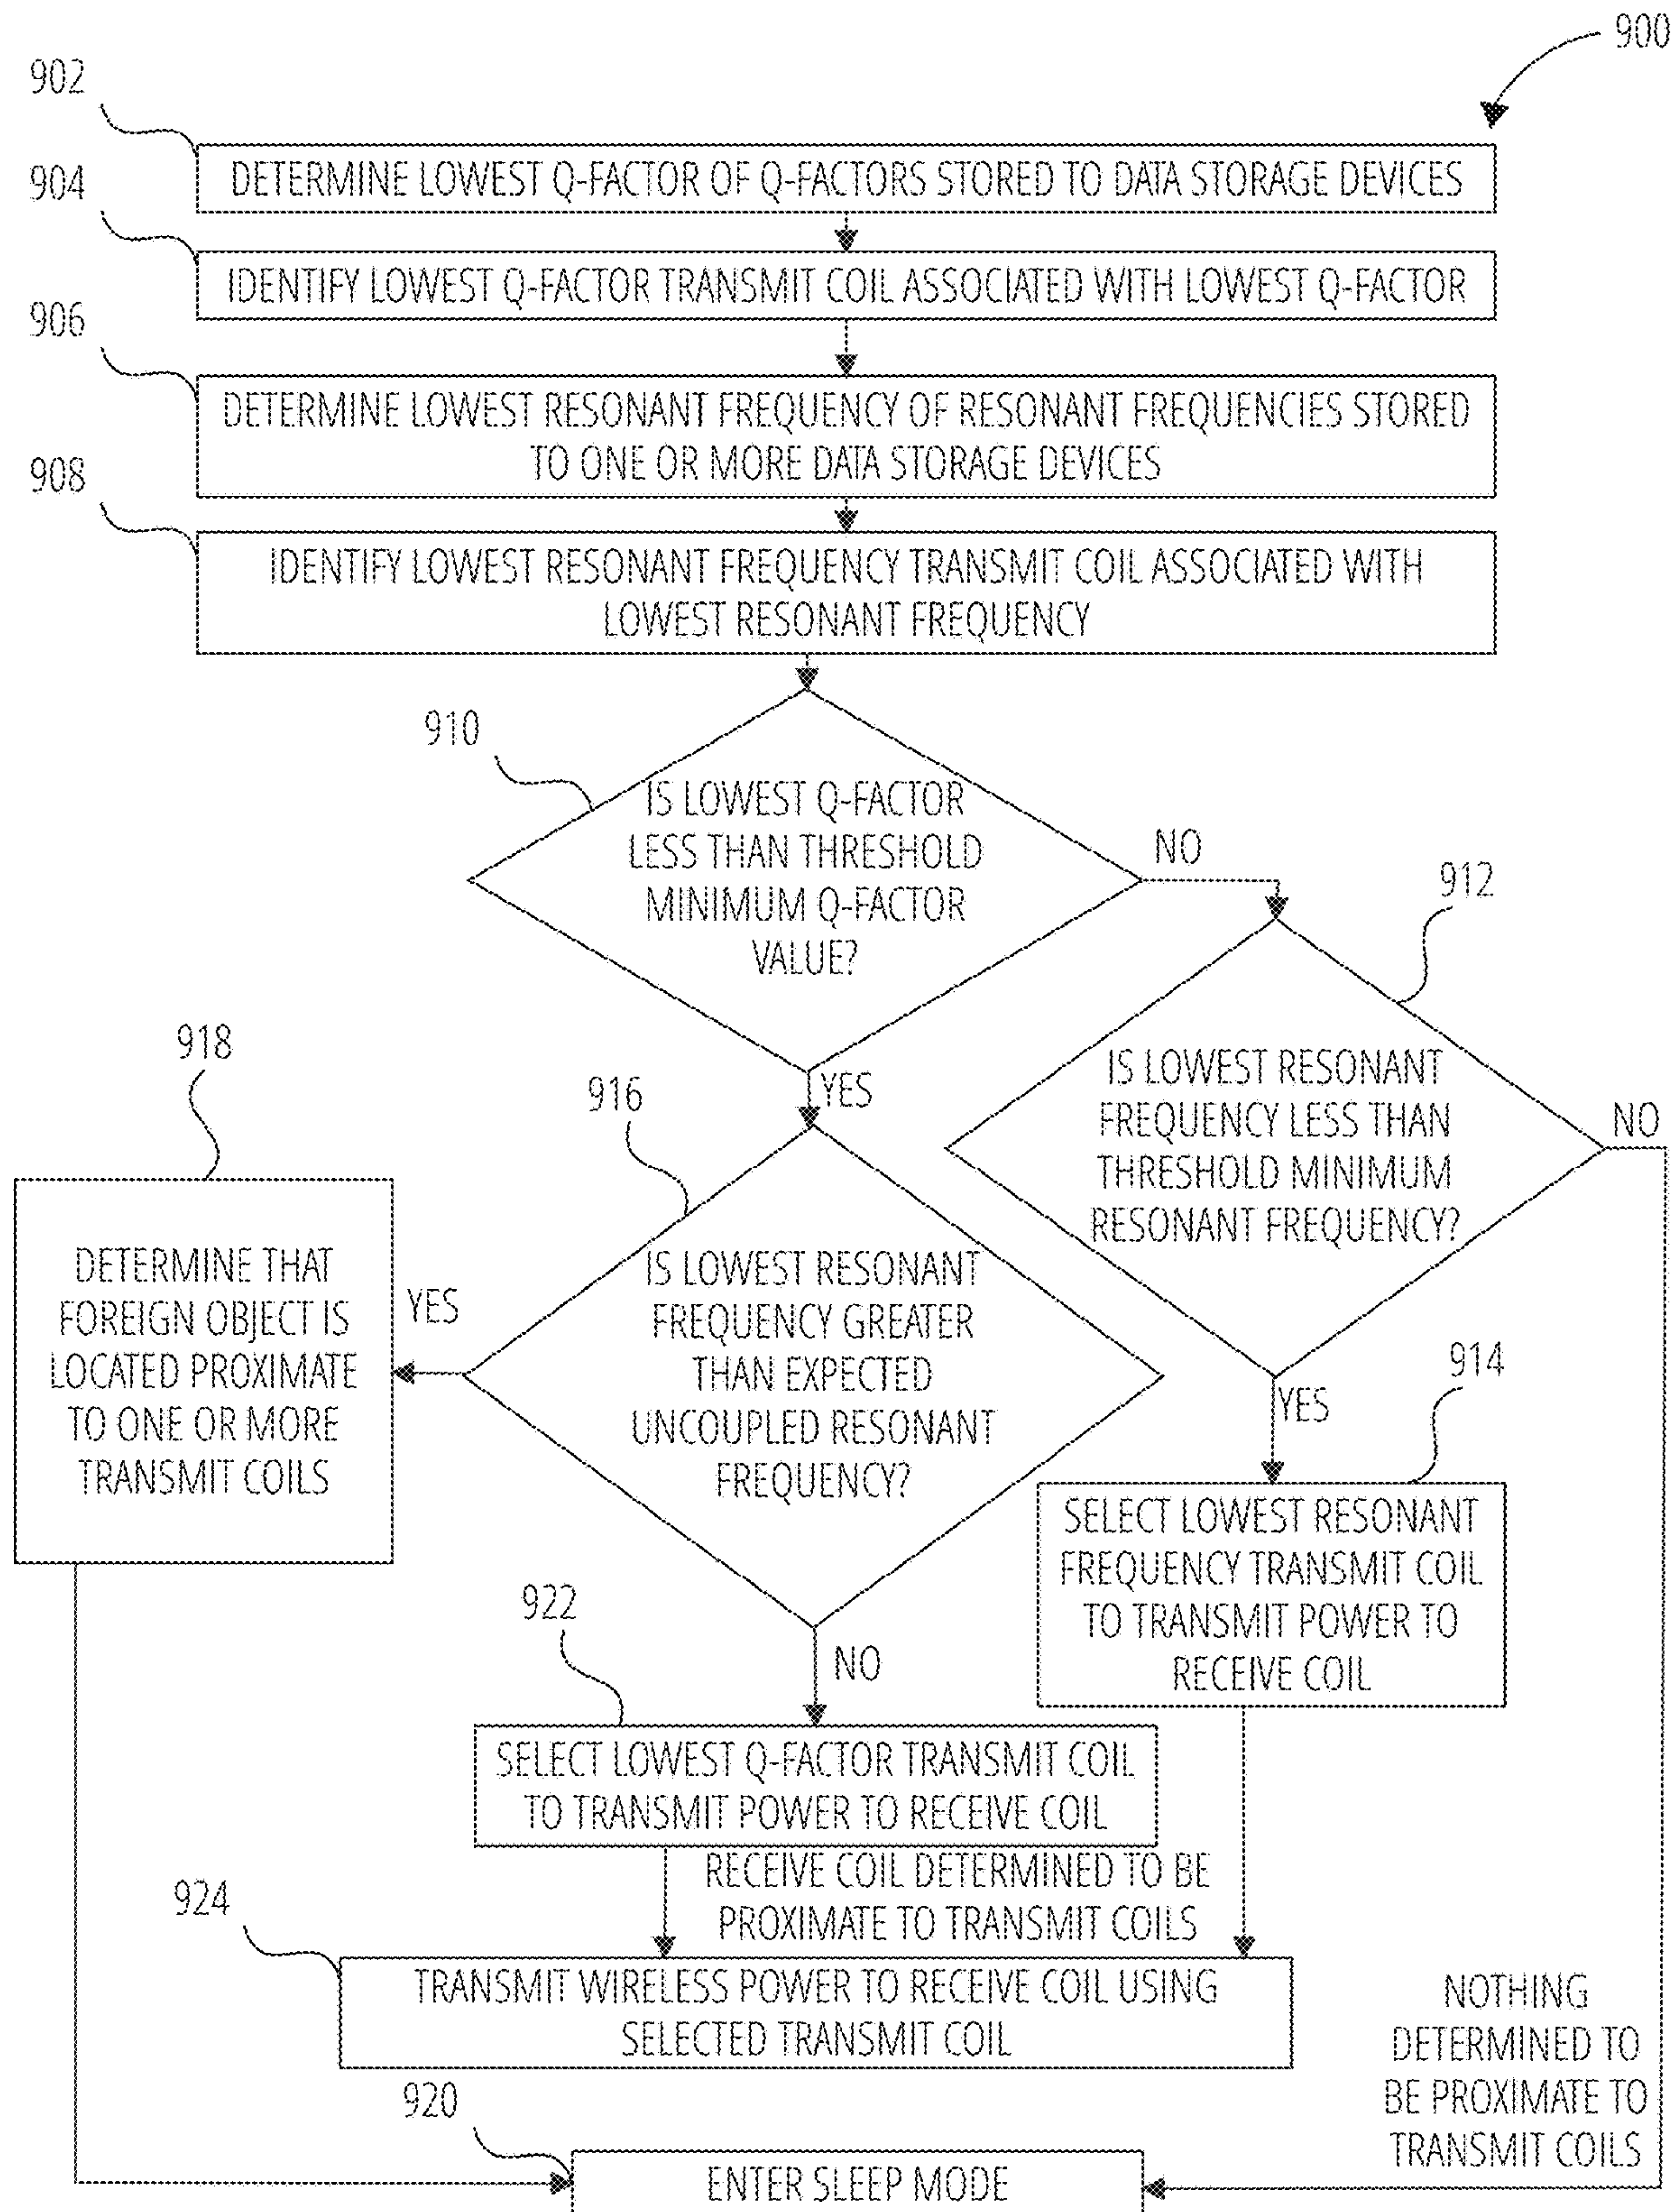 900
902
DETERMINE LOWEST Q-FACTOR OF Q-FACTORS STORED TO DATA STORAGE DEVICES
904
IDENTIFY LOWEST Q-FACTOR TRANSMIT COIL ASSOCIATED WITH LOWEST Q-FACTOR
906
DETERMINE LOWEST RESONANT FREQUENCY OF RESONANT FREQUENCIES STORED
TO ONE OR MORE DATA STORAGE DEVICES
908
IDENTIFY LOWEST RESONANT FREQUENCY TRANSMIT COIL ASSOCIATED WITH
LOWEST RESONANT FREQUENCY
910
IS LOWEST Q-FACTOR
LESS THAN THRESHOLD
MINIMUM Q-FACTOR
VALUE?
NO
YES
912
IS LOWEST RESONANT
FREQUENCY LESS THAN
THRESHOLD MINIMUM
RESONANT FREQUENCY?
NO
YES
916
IS LOWEST RESONANT
FREQUENCY GREATER
THAN EXPECTED
UNCOUPLED RESONANT
FREQUENCY?
YES
NO
918
DETERMINE THAT
FOREIGN OBJECT IS
LOCATED PROXIMATE
TO ONE OR MORE
TRANSMIT COILS
914
SELECT LOWEST RESONANT
FREQUENCY TRANSMIT COIL
TO TRANSMIT POWER TO
RECEIVE COIL
922
SELECT LOWEST Q-FACTOR TRANSMIT COIL
TO TRANSMIT POWER TO RECEIVE COIL
RECEIVE COIL DETERMINED TO BE
PROXIMATE TO TRANSMIT COILS
924
TRANSMIT WIRELESS POWER TO RECEIVE COIL USING
SELECTED TRANSMIT COIL
NOTHING
DETERMINED TO
BE PROXIMATE TO
TRANSMIT COILS
920
ENTER SLEEP MODE